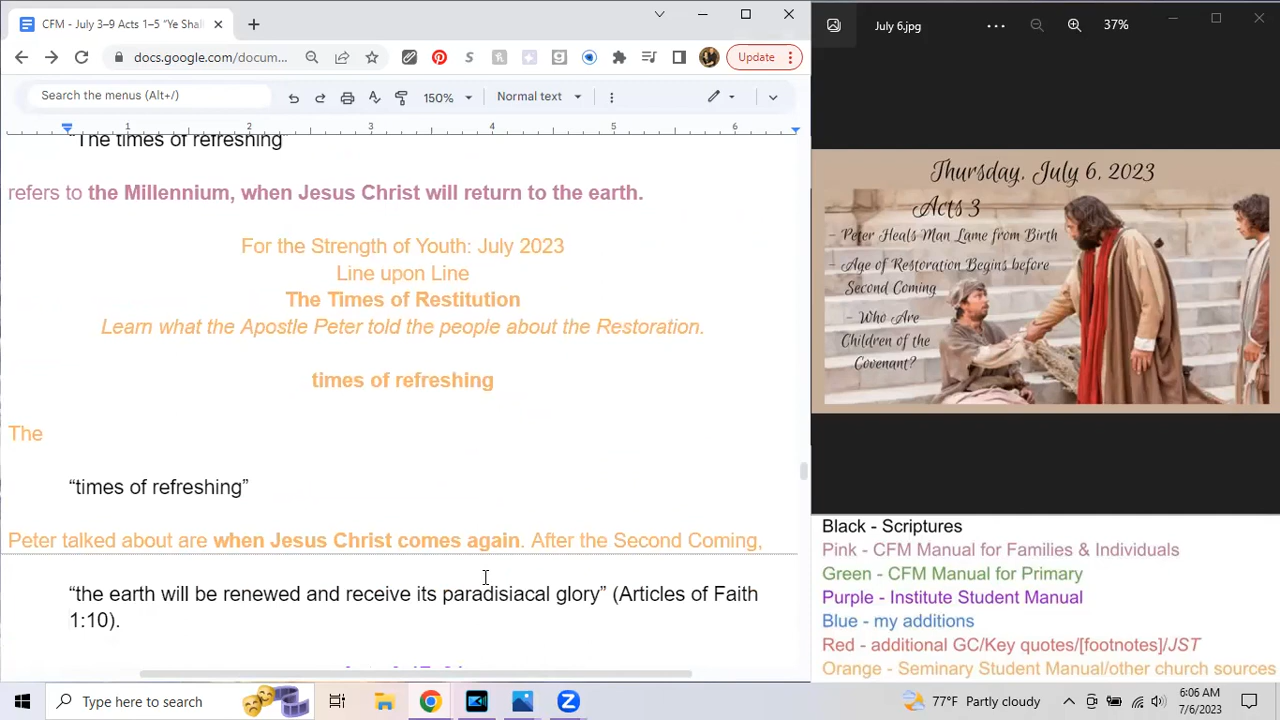 CFM - July 3–9 Acts 1–5 “Ye Shal
docs.google.com/docum...
Update
Search the menus (Alt+/)
150%
Normal text
1 2 3 4 5 6
“The times of refreshing”
refers to the Millennium, when Jesus Christ will return to the earth.
For the Strength of Youth: July 2023
Line upon Line
The Times of Restitution
Learn what the Apostle Peter told the people about the Restoration.
times of refreshing
The
“times of refreshing”
Peter talked about are when Jesus Christ comes again. After the Second Coming,
“the earth will be renewed and receive its paradisiacal glory” (Articles of Faith
1:10).
July 6.jpg
37%
Thursday, July 6, 2023
Acts 3
- Peter Heals Man Lame from Birth
- Age of Restoration Begins before
Second Coming
- Who Are
Children of the
Covenant?
Black - Scriptures
Pink - CFM Manual for Families & Individuals
Green - CFM Manual for Primary
Purple - Institute Student Manual
Blue - my additions
Red - additional GC/Key quotes/[footnotes]/JST
Orange - Seminary Student Manual/other church sources
Type here to search
77°F Partly cloudy
6:06 AM
7/6/2023